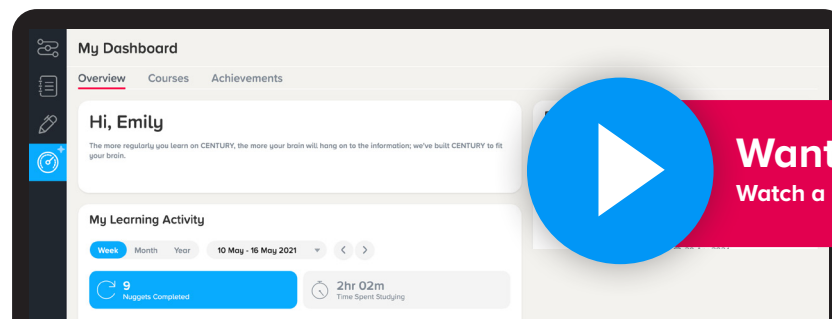 My Dashboard
Overview Courses Achievements
Hi, Emily
The more regularly you learn on CENTURY, the more your brain will hang on to the information; we've built CENTURY to fit
your brain.
Want
Watch a
My Learning Activity
Week Month Year 10 May - 16 May 2021
9
Nuggets Completed
2hr 02m
Time Spent Studying